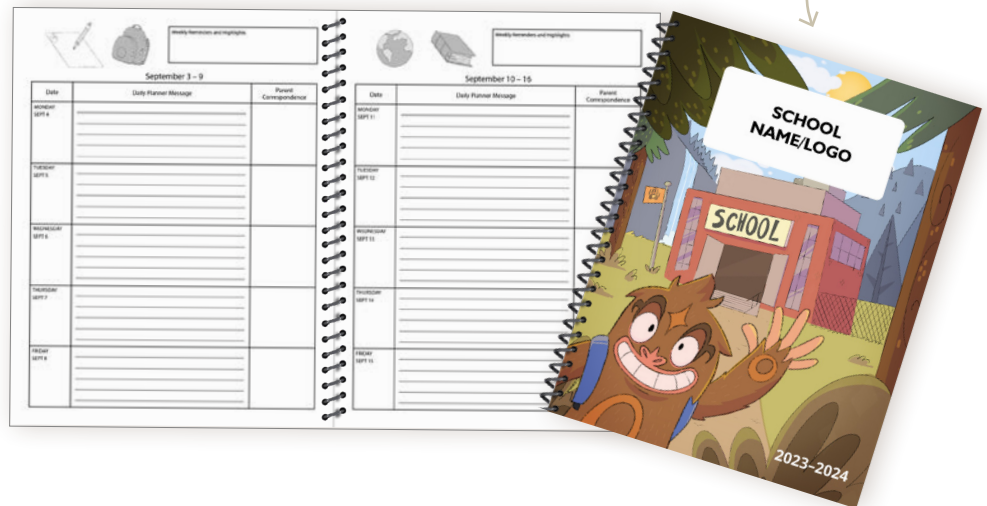 Weekly Reminders and Highlights
September 3 – 9
Date
Daily Planner Message
Parent
Correspondence
MONDAY
SEPT 4
TUESDAY
SEPT 5
WEDNESDAY
SEPT 6
THURSDAY
SEPT 7
FRIDAY
SEPT 8
Weekly Reminders and Highlights
September 10 – 16
Date
Daily Planner Message
Parent
Correspondence
MONDAY
SEPT 11
TUESDAY
SEPT 12
WEDNESDAY
SEPT 13
THURSDAY
SEPT 14
FRIDAY
SEPT 15
SCHOOL
NAME/LOGO
SCHOOL
2023–2024